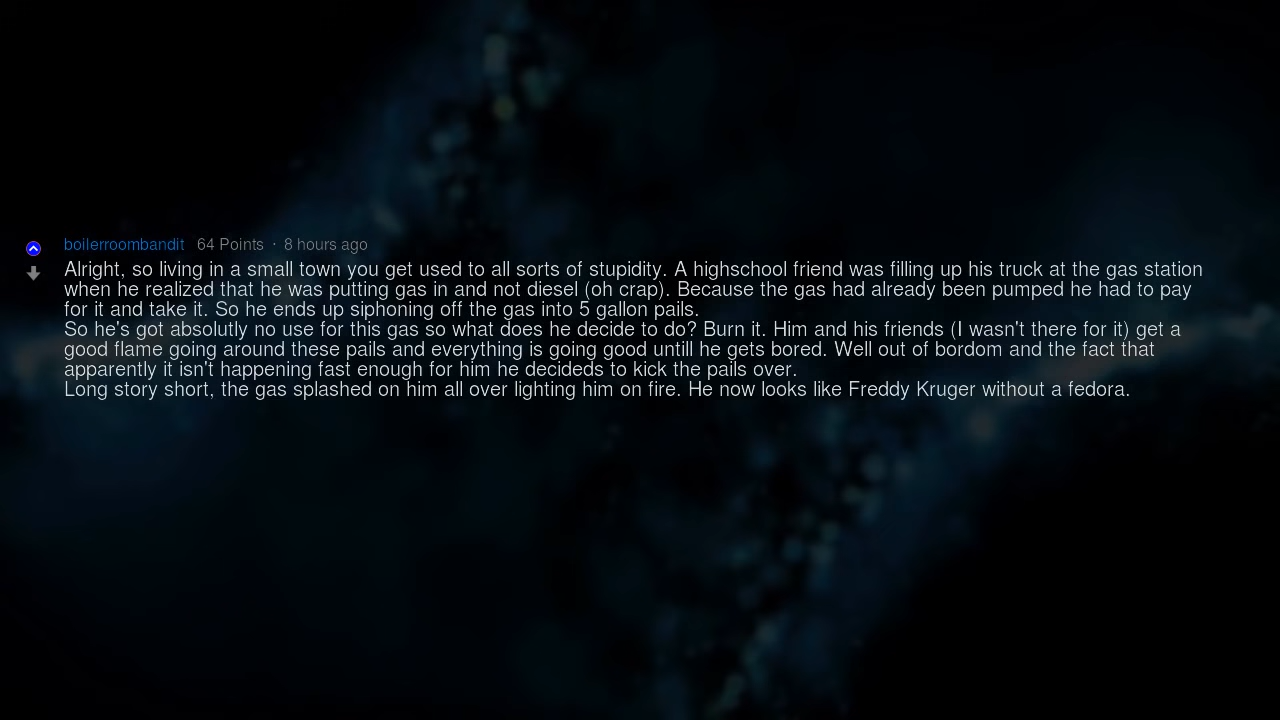 boilerroombandit 64 Points · 8 hours ago
Alright, so living in a small town you get used to all sorts of stupidity. A highschool friend was filling up his truck at the gas station
when he realized that he was putting gas in and not diesel (oh crap). Because the gas had already been pumped he had to pay
for it and take it. So he ends up siphoning off the gas into 5 gallon pails.
So he's got absolutly no use for this gas so what does he decide to do? Burn it. Him and his friends (I wasn't there for it) get a
good flame going around these pails and everything is going good untill he gets bored. Well out of bordom and the fact that
apparently it isn't happening fast enough for him he decideds to kick the pails over.
Long story short, the gas splashed on him all over lighting him on fire. He now looks like Freddy Kruger without a fedora.